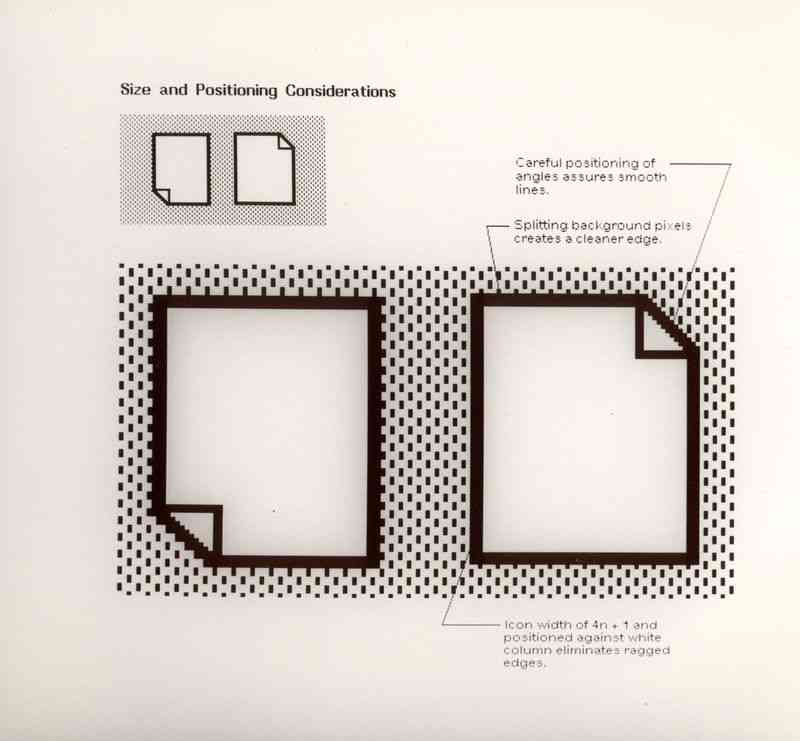 Size and Positioning Considerations
Careful positioning of
angles assures smooth
lines.
Splitting background pixels
creates a cleaner edge.
Icon width of 4n + 1 and
positioned against white
column eliminates ragged
edges.